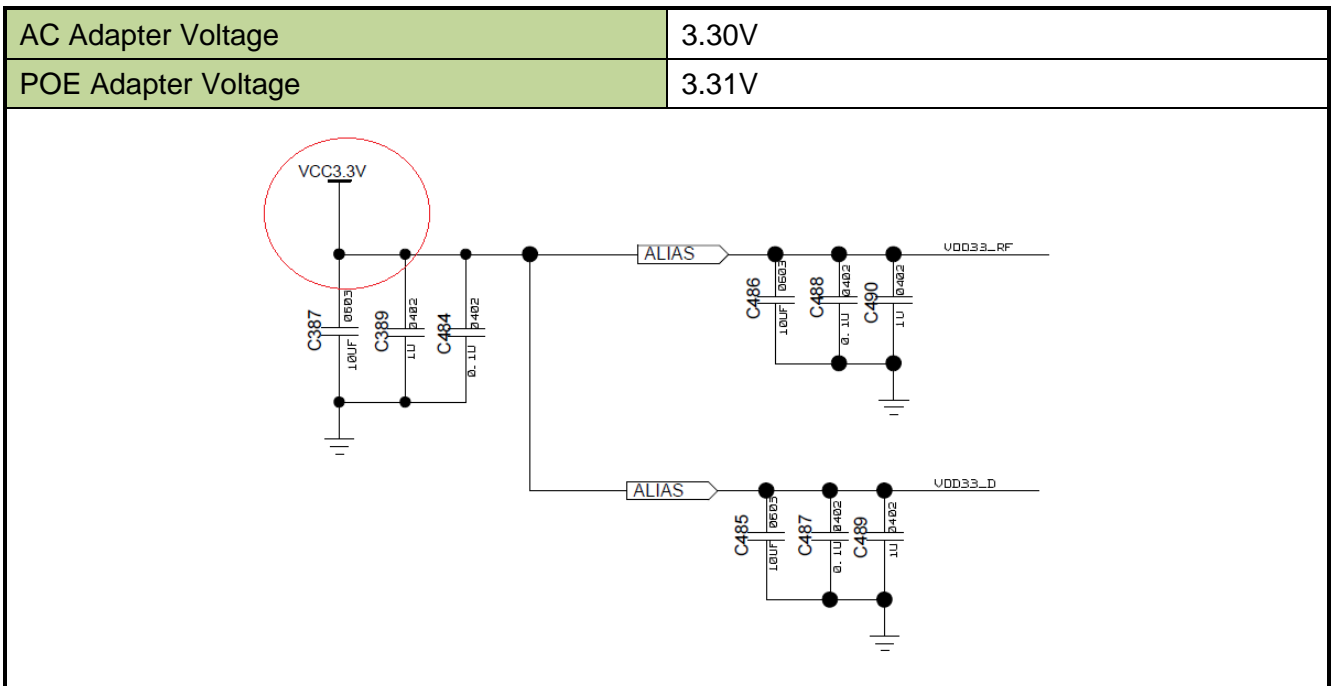 AC Adapter Voltage 3.30V
POE Adapter Voltage 3.31V
VCC3.3V
ALIAS VDD33_RF
C387 10UF 0603
C389 1U 0402
C484 0.1U 0402
C486 10UF 0603
C488 0.1U 0402
C490 1U 0402
ALIAS VDD33_D
C485 10UF 0603
C487 0.1U 0402
C489 1U 0402